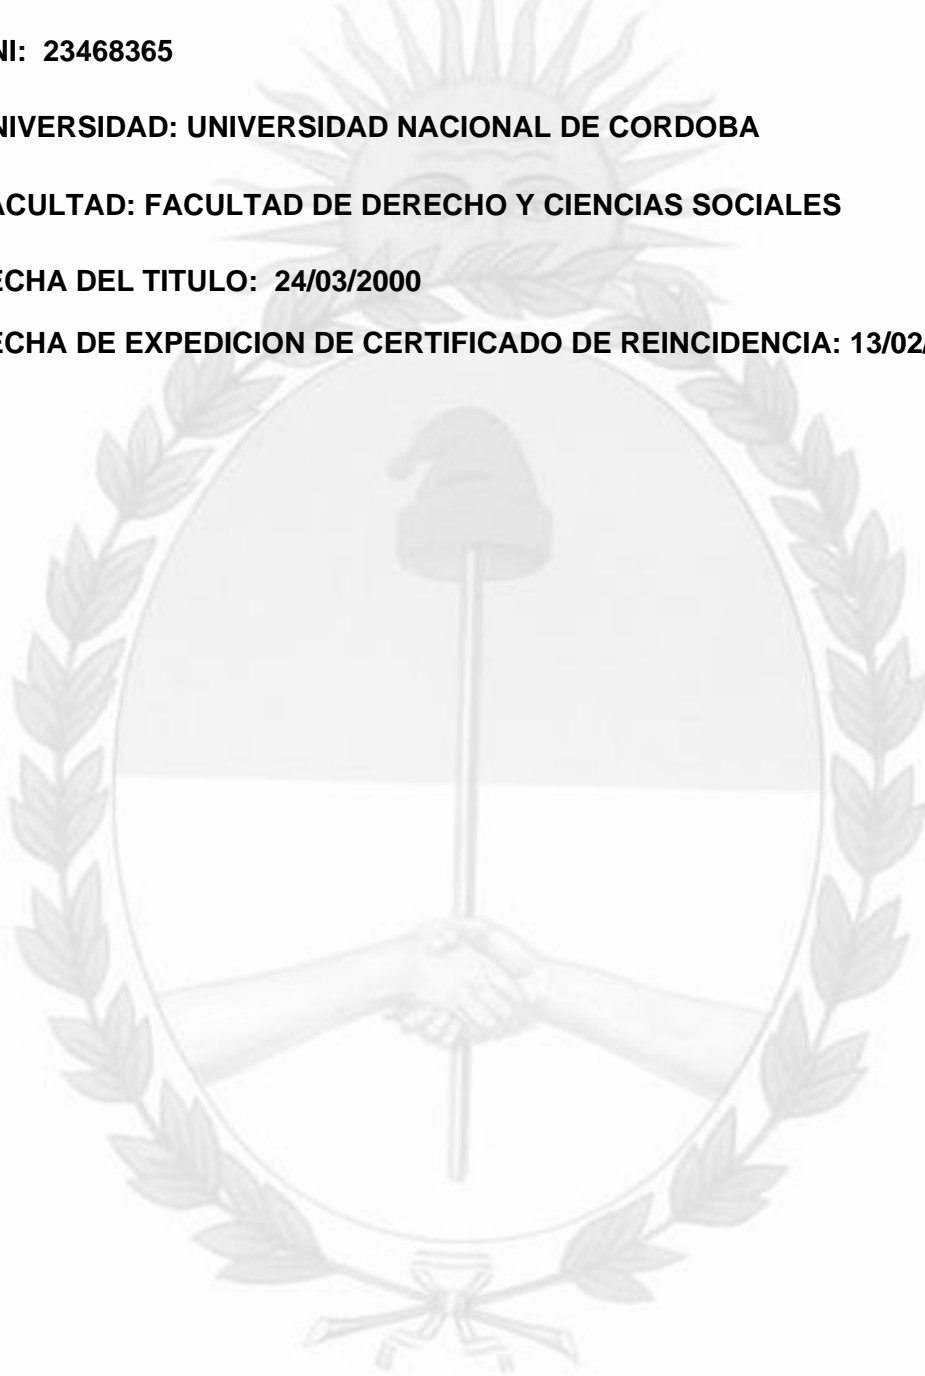 NI: 23468365
NIVERSIDAD: UNIVERSIDAD NACIONAL DE CORDOBA
ACULTAD: FACULTAD DE DERECHO Y CIENCIAS SOCIALES
ECHA DEL TITULO: 24/03/2000
ECHA DE EXPEDICION DE CERTIFICADO DE REINCIDENCIA: 13/02/